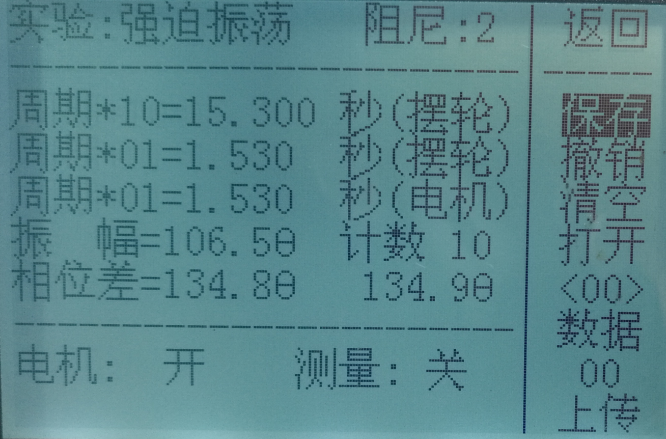 实验:强迫振荡 阻尼:2 返回
周期*10=15.300 秒(摆轮) 保存
周期*01=1.530 秒(摆轮) 撤销
周期*01=1.530 秒(电机) 清空
振 幅=106.5θ 计数 10 打开
相位差=134.8θ 134.9θ <00>
数据
电机: 开 测量: 关 00
上传